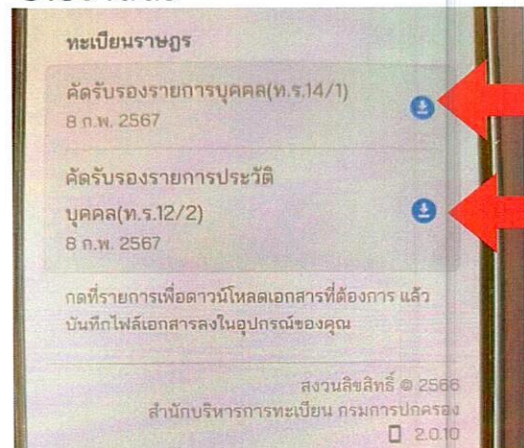 ทะเบียนราษฎร
คัดรับรองรายการบุคคล(ท.ร.14/1)
8 ก.พ. 2567
คัดรับรองรายการประวัติ
บุคคล(ท.ร.12/2)
8 ก.พ. 2567
กดที่รายการเพื่อดาวน์โหลดเอกสารที่ต้องการ แล้ว
บันทึกไฟล์เอกสารลงในอุปกรณ์ของคุณ
สงวนลิขสิทธิ์ © 2566
สำนักบริหารการทะเบียน กรมการปกครอง
2.0.10